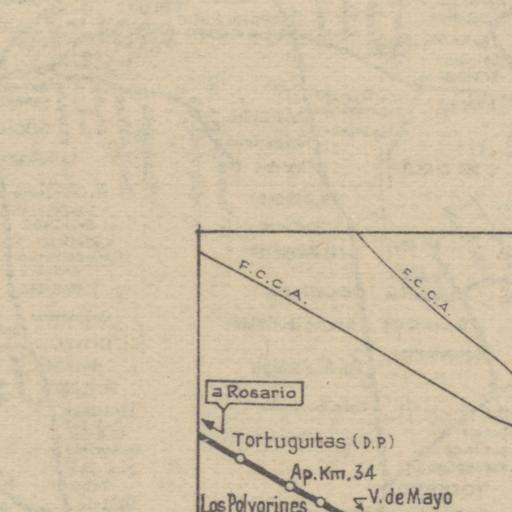 F.C.C.A.
F.C.C.A.
a Rosario
Tortuguitas (D.P)
Ap.Km.34
V.de Mayo
Los Polvorines